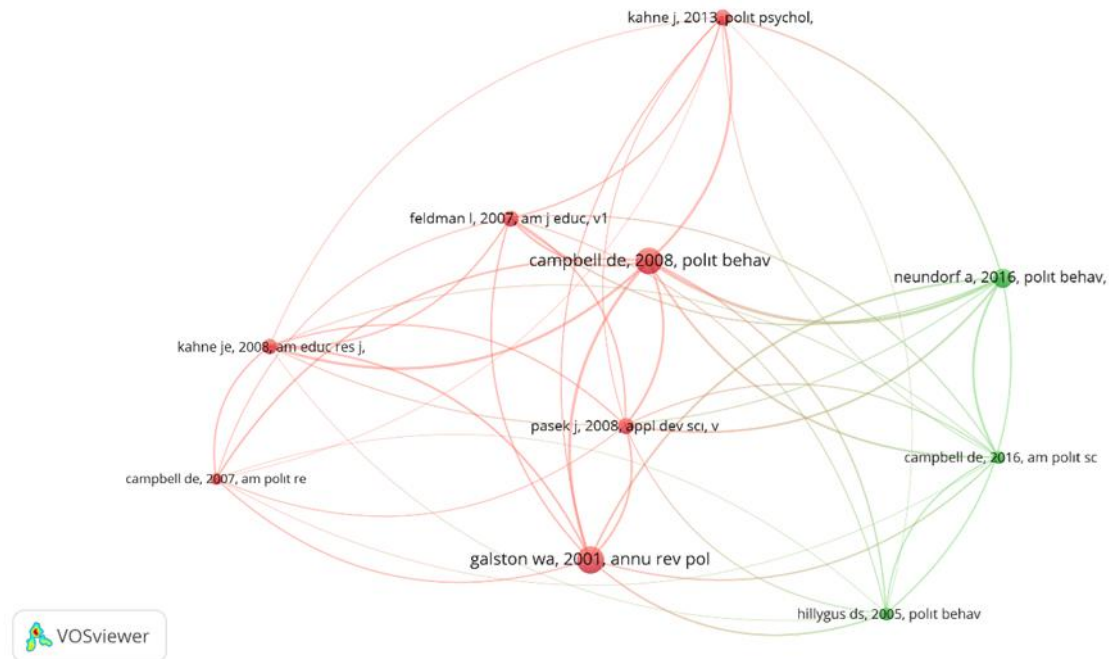 kahne j, 2013, polit psychol,
feldman l, 2007, am j educ, v1
campbell de, 2008, polit behav
neundorf a, 2016, polit behav,
kahne je, 2008, am educ res j,
pasek j, 2008, appl dev sci, v
campbell de, 2016, am polit sc
campbell de, 2007, am polit re
galston wa, 2001, annu rev pol
hillygus ds, 2005, polit behav
VOSviewer